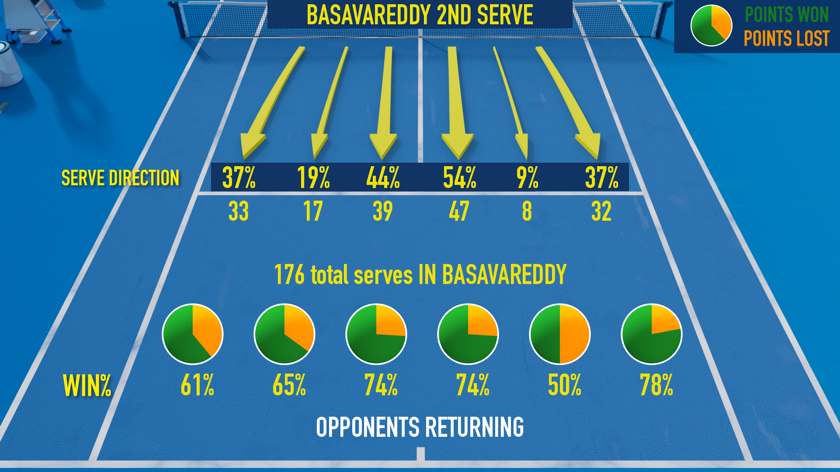 BASAVAREDDY 2ND SERVE
POINTS WON
POINTS LOST
SERVE DIRECTION 37% 19% 44% 54% 9% 37%
33 17 39 47 8 32
176 total serves IN BASAVAREDDY
WIN% 61% 65% 74% 74% 50% 78%
OPPONENTS RETURNING